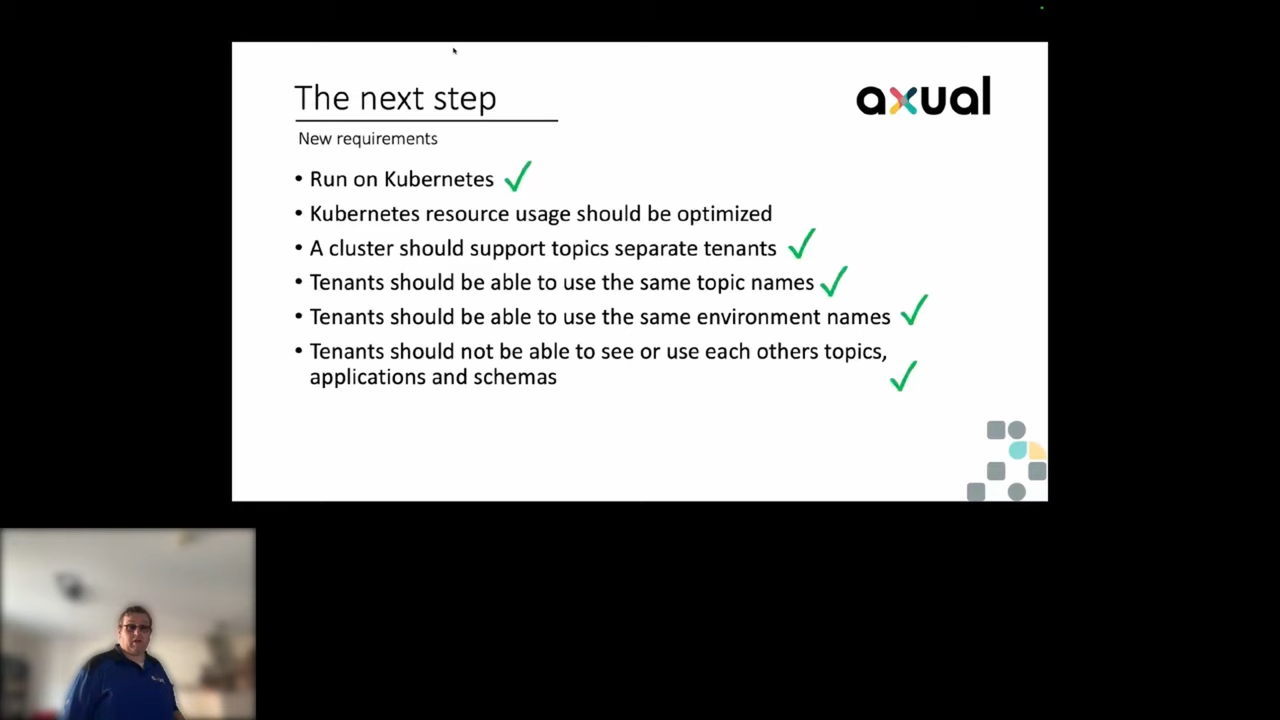 The next step
axual
New requirements
• Run on Kubernetes
• Kubernetes resource usage should be optimized
• A cluster should support topics separate tenants
• Tenants should be able to use the same topic names
• Tenants should be able to use the same environment names
• Tenants should not be able to see or use each others topics,
applications and schemas